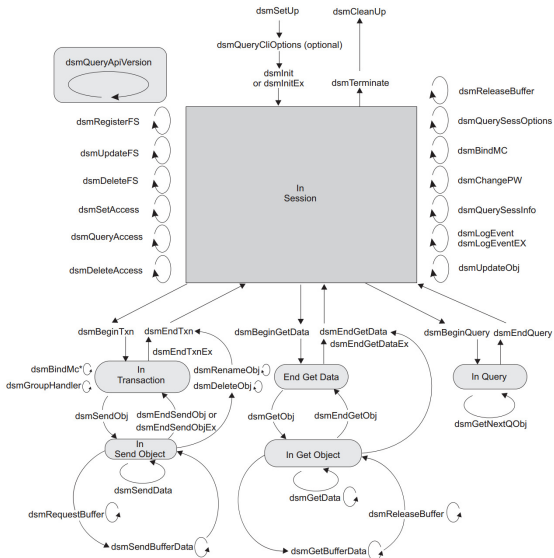 dsmSetUp
dsmCleanUp
dsmQueryCliOptions (optional)
dsmQueryApiVersion
dsmInit
or dsmInitEx
dsmTerminate
dsmReleaseBuffer
dsmRegisterFS
dsmQuerySessOptions
dsmUpdateFS
dsmBindMC
dsmDeleteFS
dsmChangePW
In
Session
dsmSetAccess
dsmQuerySessInfo
dsmQueryAccess
dsmLogEvent
dsmLogEventEX
dsmDeleteAccess
dsmUpdateObj
dsmBeginTxn
dsmEndTxn
dsmBeginGetData
dsmEndGetData
dsmBeginQuery
dsmEndQuery
dsmEndTxnEx
dsmEndGetDataEx
dsmBindMc*
dsmGroupHandler
In
Transaction
dsmRenameObj
dsmDeleteObj
End Get Data
In Query
dsmSendObj
dsmEndSendObj or
dsmEndSendObjEx
dsmGetObj
dsmEndGetObj
dsmGetNextQObj
In
Send Object
In Get Object
dsmSendData
dsmGetData
dsmRequestBuffer
dsmReleaseBuffer
dsmSendBufferData
dsmGetBufferData